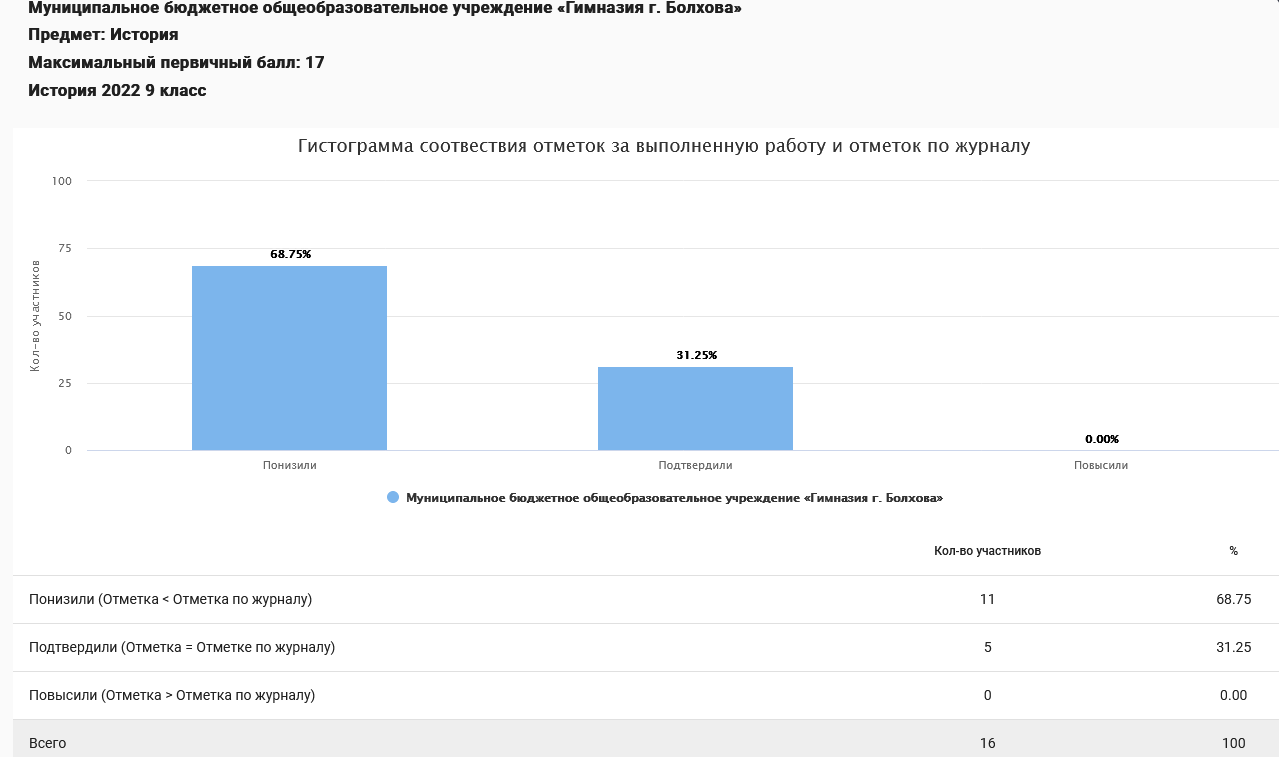 Муниципальное бюджетное общеобразовательное учреждение «Гимназия г. Болхова»
Предмет: История
Максимальный первичный балл: 17
История 2022 9 класс
Гистограмма соотвествия отметок за выполненную работу и отметок по журналу
Кол-во участников
100
75
50
25
0
68.75%
31.25%
0.00%
Понизили Подтвердили Повысили
Муниципальное бюджетное общеобразовательное учреждение «Гимназия г. Болхова»
Кол-во участников %
Понизили (Отметка < Отметка по журналу) 11 68.75
Подтвердили (Отметка = Отметке по журналу) 5 31.25
Повысили (Отметка > Отметка по журналу) 0 0.00
Всего 16 100